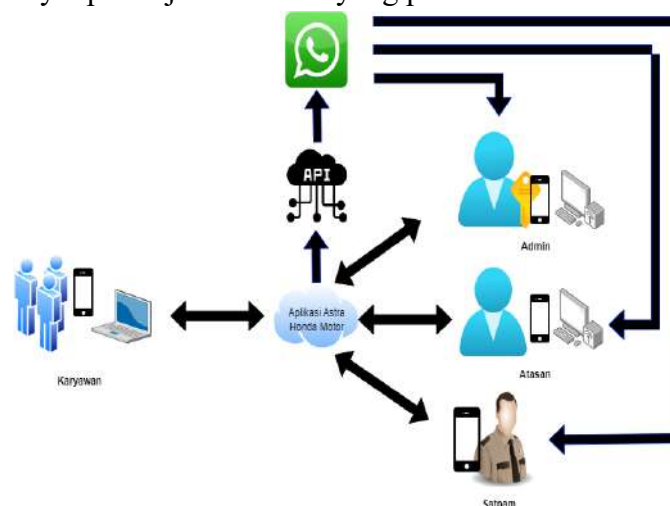 API
Admin
Aplikasi Astra
Honda Motor
Karyawan
Atasan
Satpam